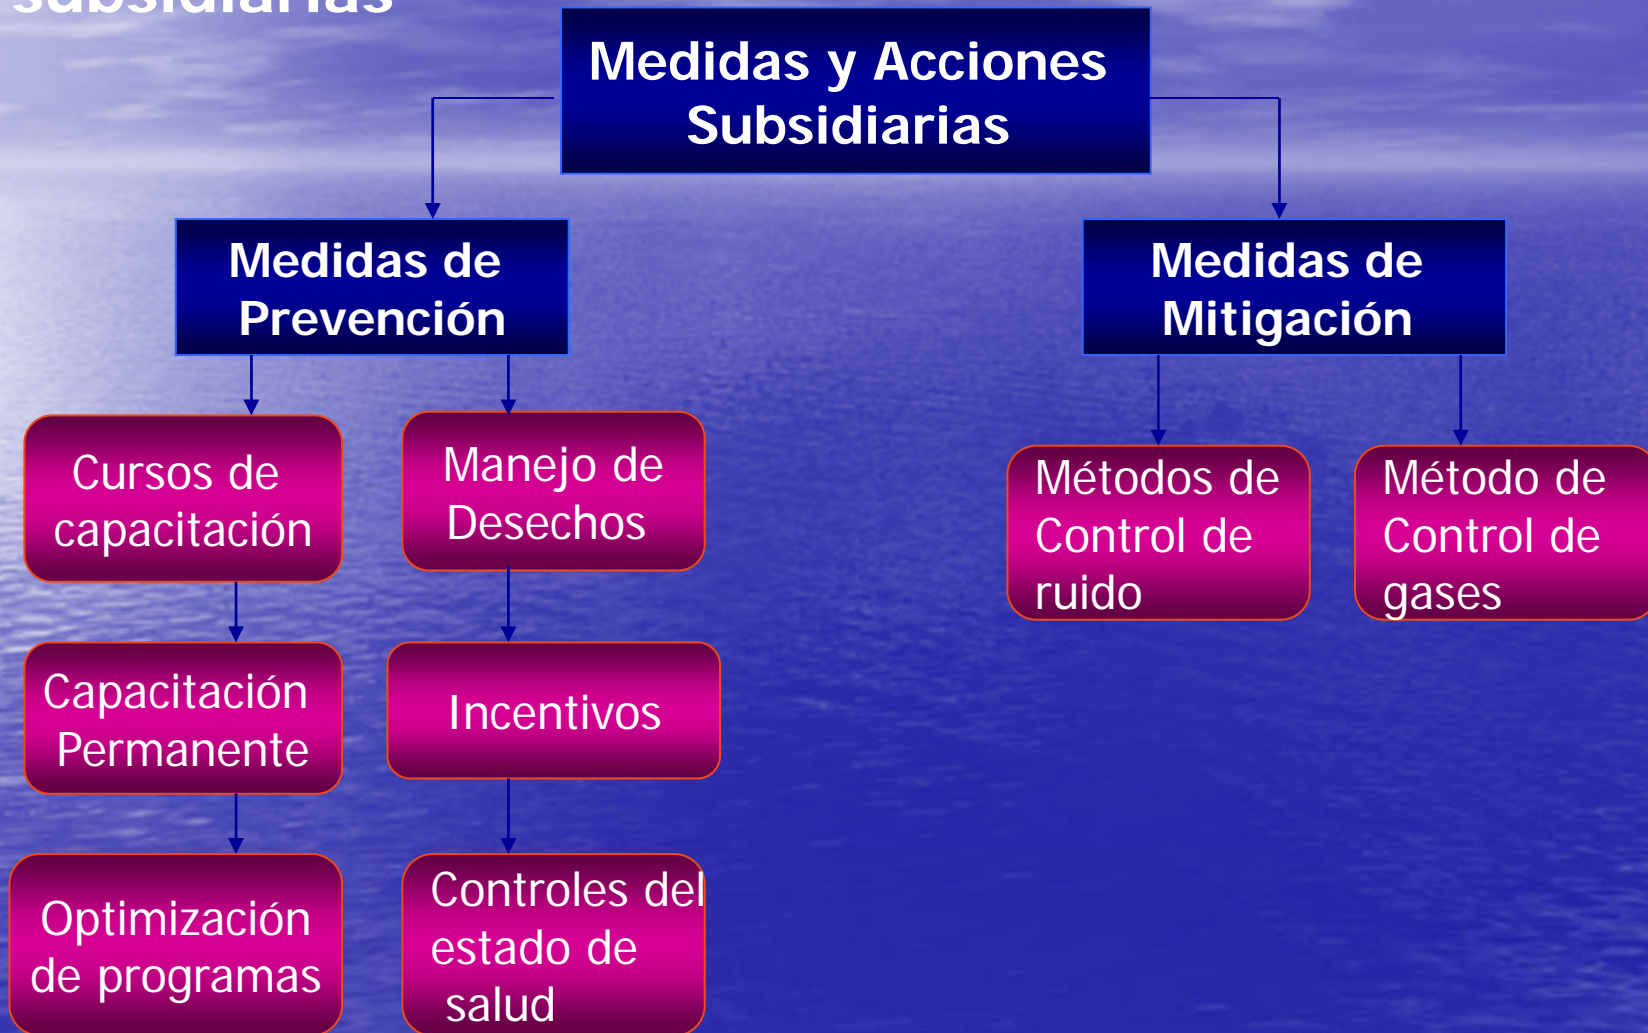 subsidiarias
Medidas y Acciones
Subsidiarias
Medidas de
Prevención
Medidas de
Mitigación
Cursos de
capacitación
Manejo de
Desechos
Métodos de
Control de
ruido
Método de
Control de
gases
Capacitación
Permanente
Incentivos
Optimización
de programas
Controles del
estado de
salud